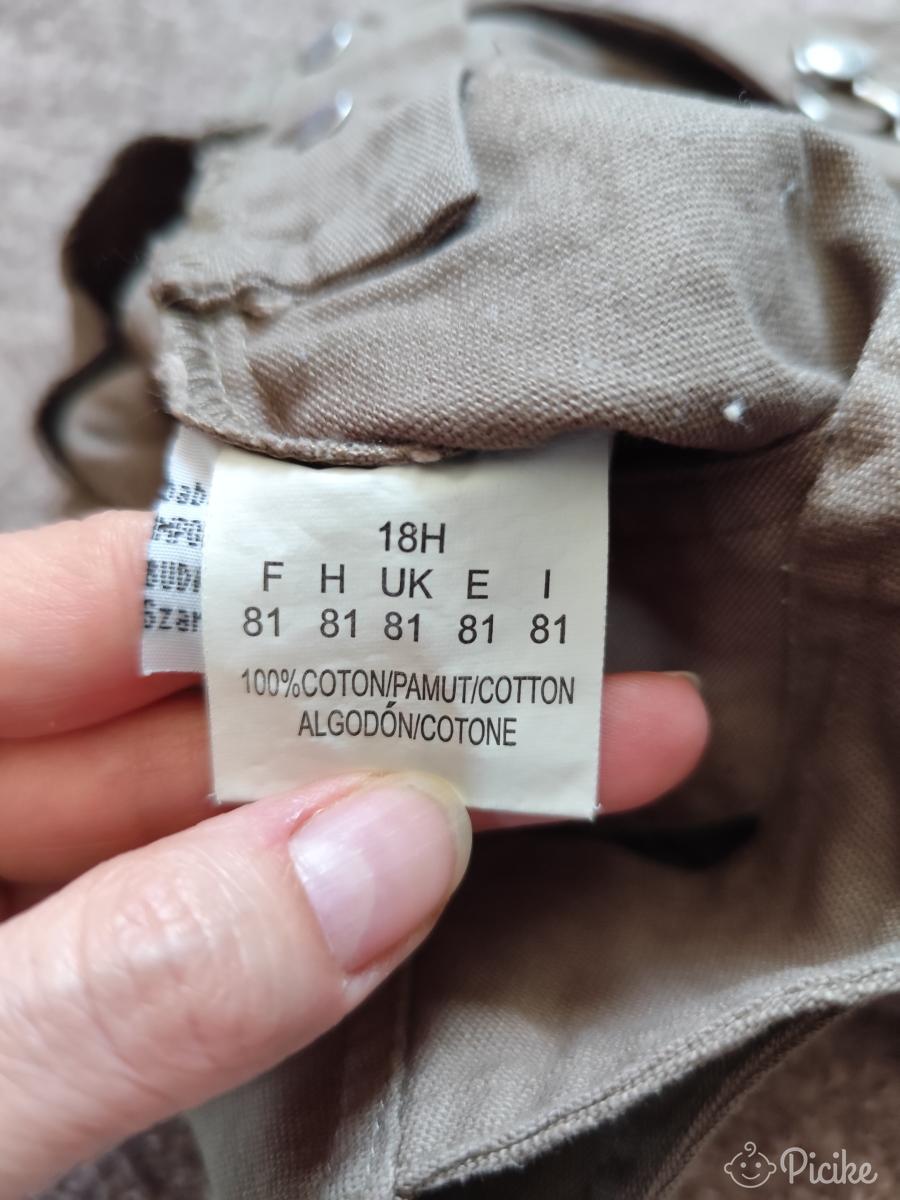 18H
F H UK E I
81 81 81 81 81
100%COTON/PAMUT/COTTON
ALGODÓN/COTONE
Picike